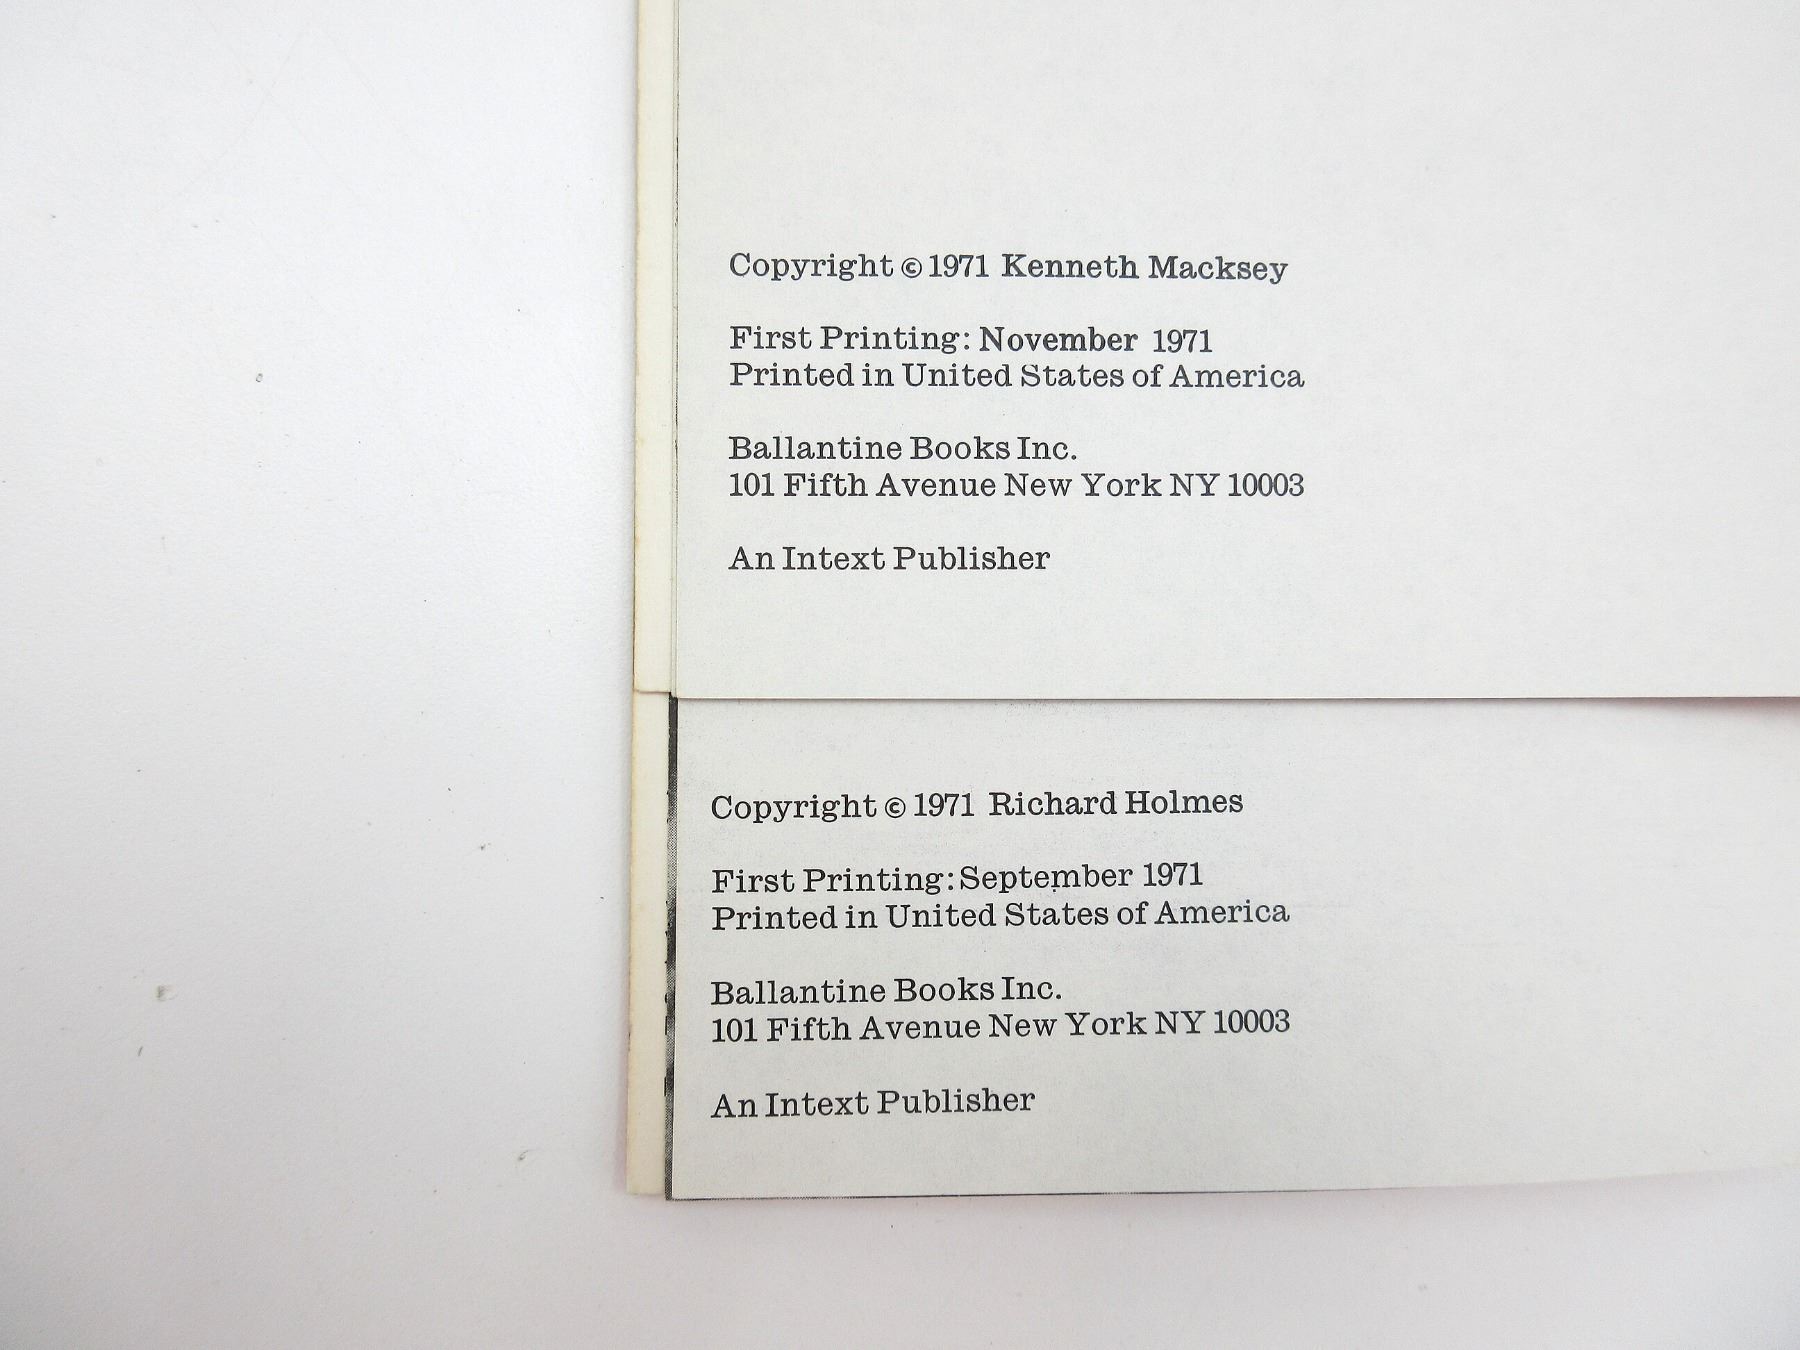 Copyright © 1971 Kenneth Macksey
First Printing: November 1971
Printed in United States of America
Ballantine Books Inc.
101 Fifth Avenue New York NY 10003
An Intext Publisher
Copyright © 1971 Richard Holmes
First Printing: September 1971
Printed in United States of America
Ballantine Books Inc.
101 Fifth Avenue New York NY 10003
An Intext Publisher